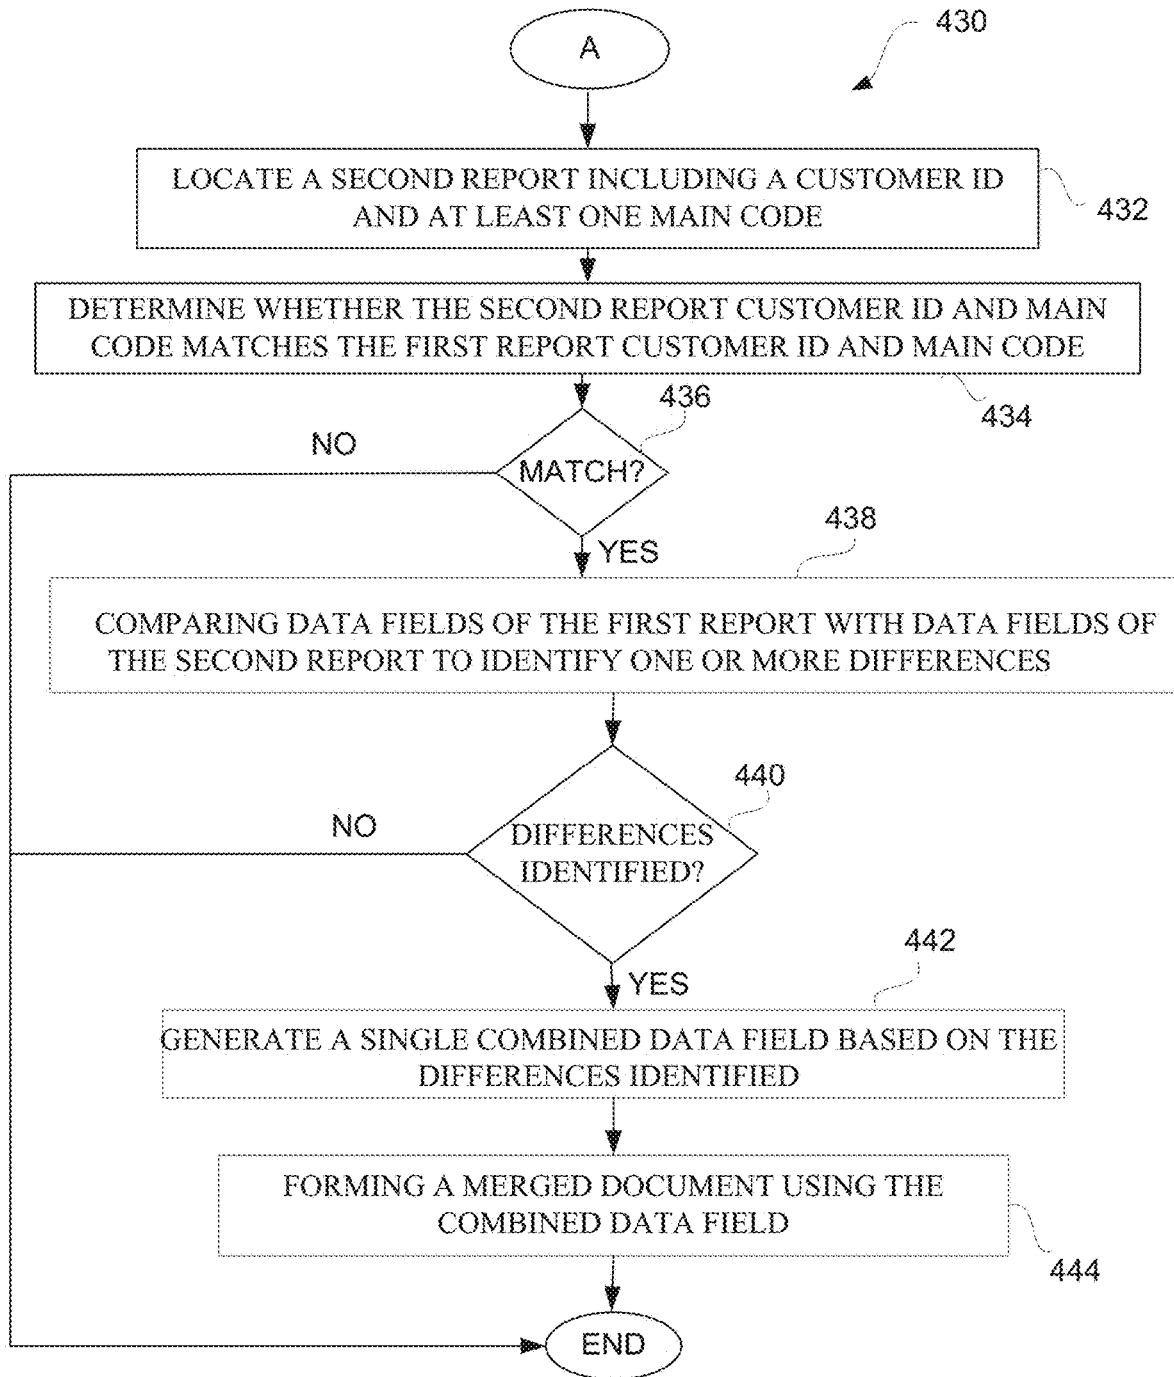 A
430
LOCATE A SECOND REPORT INCLUDING A CUSTOMER ID
AND AT LEAST ONE MAIN CODE
432
DETERMINE WHETHER THE SECOND REPORT CUSTOMER ID AND MAIN
CODE MATCHES THE FIRST REPORT CUSTOMER ID AND MAIN CODE
434
436
NO
MATCH?
YES
438
COMPARING DATA FIELDS OF THE FIRST REPORT WITH DATA FIELDS OF
THE SECOND REPORT TO IDENTIFY ONE OR MORE DIFFERENCES
440
NO
DIFFERENCES
IDENTIFIED?
YES
442
GENERATE A SINGLE COMBINED DATA FIELD BASED ON THE
DIFFERENCES IDENTIFIED
FORMING A MERGED DOCUMENT USING THE
COMBINED DATA FIELD
444
END